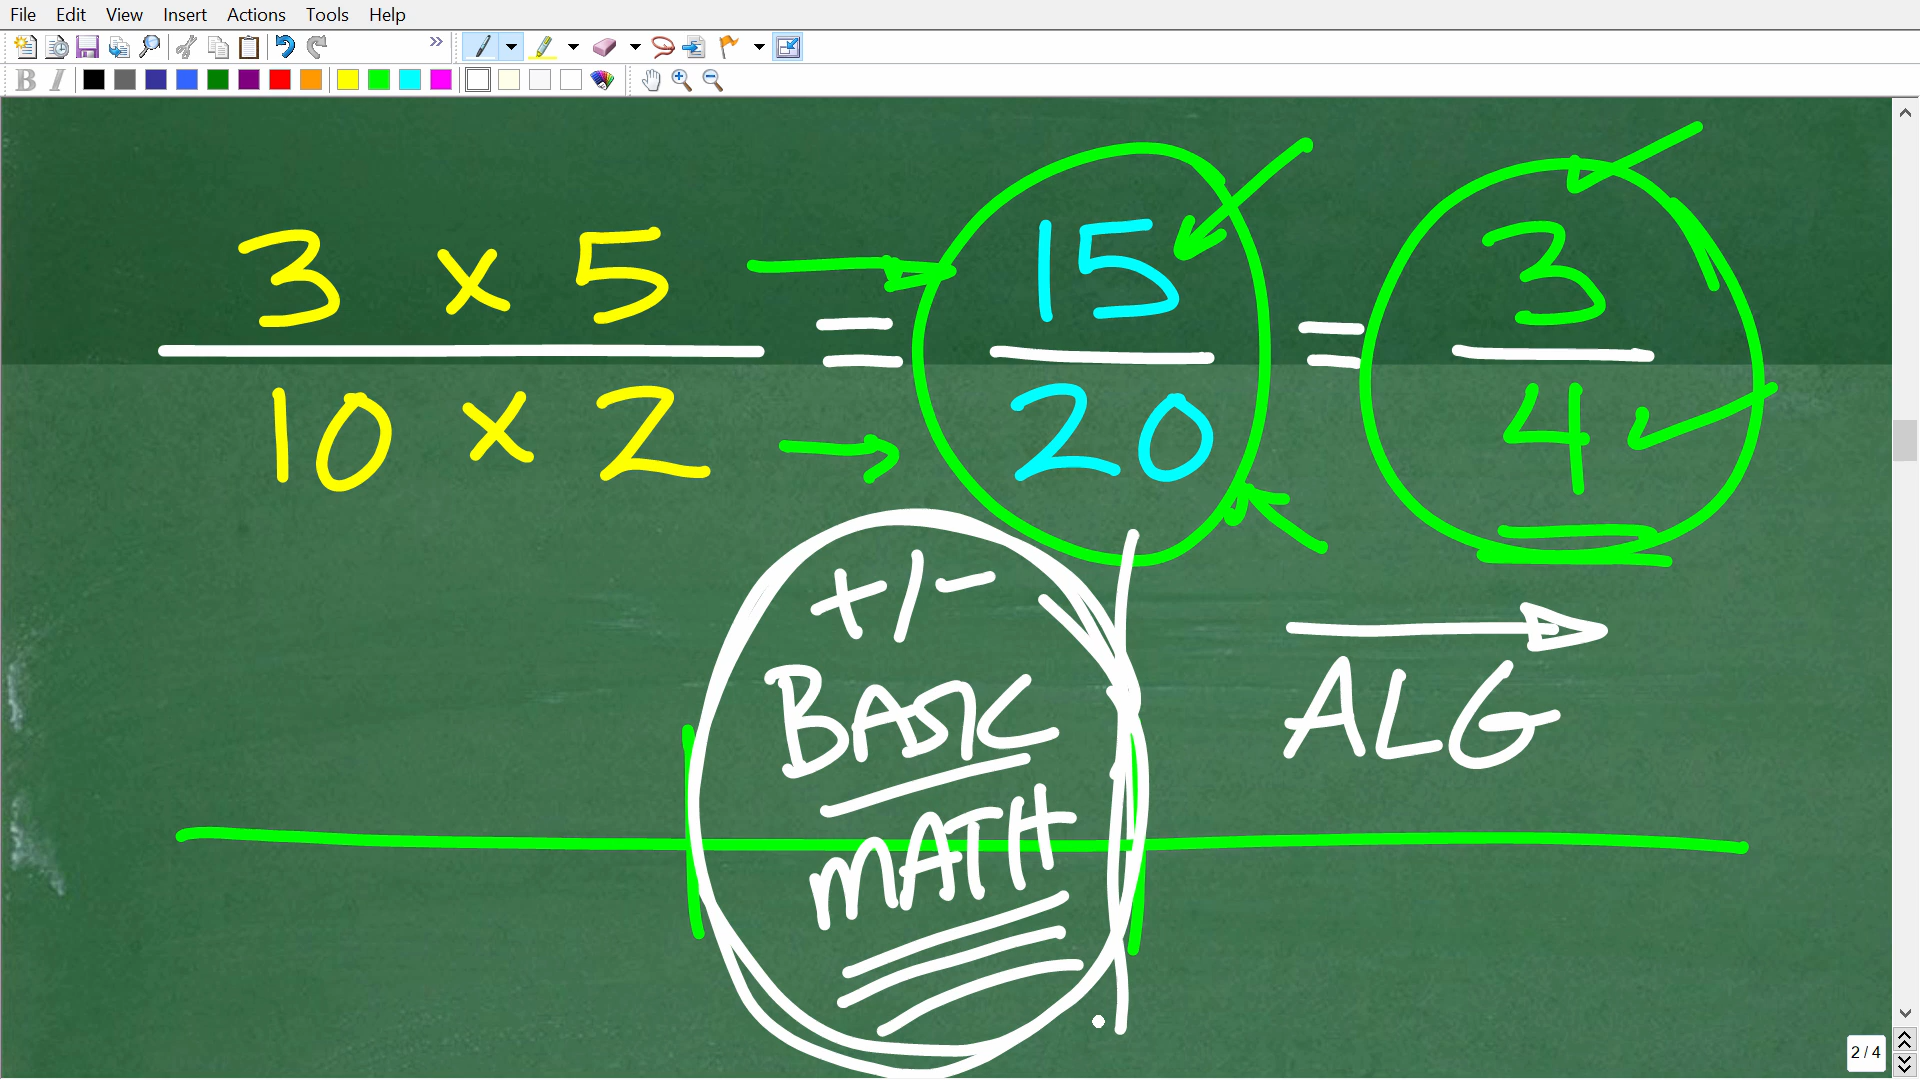 File Edit View Insert Actions Tools Help
B I
3 x 5 = 15 = 3
10 x 2 20 4
+/-
BASIC
MATH
ALG
2 / 4